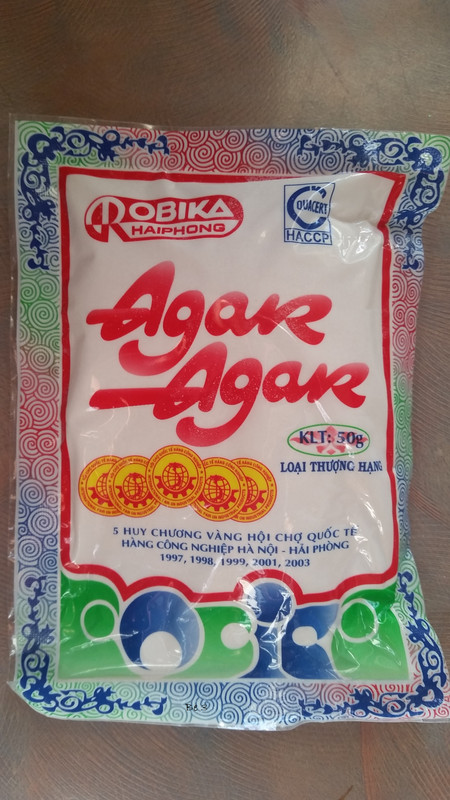 ROBIKA
HAIPHONG
QUACERT
HACCP
Agar
Agar
KLT: 50g
LOẠI THƯỢNG HẠNG
5 HUY CHƯƠNG VÀNG HỘI CHỢ QUỐC TẾ
HÀNG CÔNG NGHIỆP HÀ NỘI - HẢI PHÒNG
1997, 1998, 1999, 2001, 2003